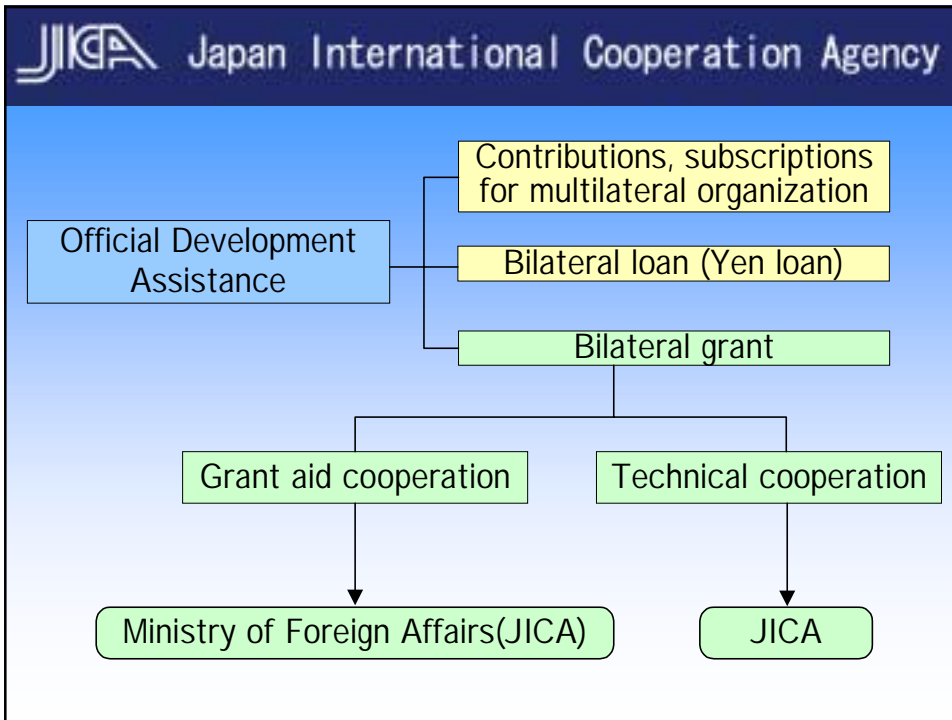 JICA Japan International Cooperation Agency
Contributions, subscriptions
for multilateral organization
Official Development
Assistance
Bilateral loan (Yen loan)
Bilateral grant
Grant aid cooperation
Technical cooperation
Ministry of Foreign Affairs(JICA)
JICA